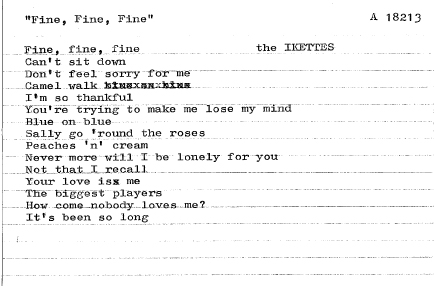 "Fine, Fine, Fine" A 18213
Fine, fine, fine the IKETTES
Can't sit down
Don't feel sorry for me
Camel walk
I'm so thankful
You're trying to make me lose my mind
Blue on blue
Sally go 'round the roses
Peaches 'n' cream
Never more will I be lonely for you
Not that I recall
Your love isx me
The biggest players
How come nobody loves me?
It's been so long